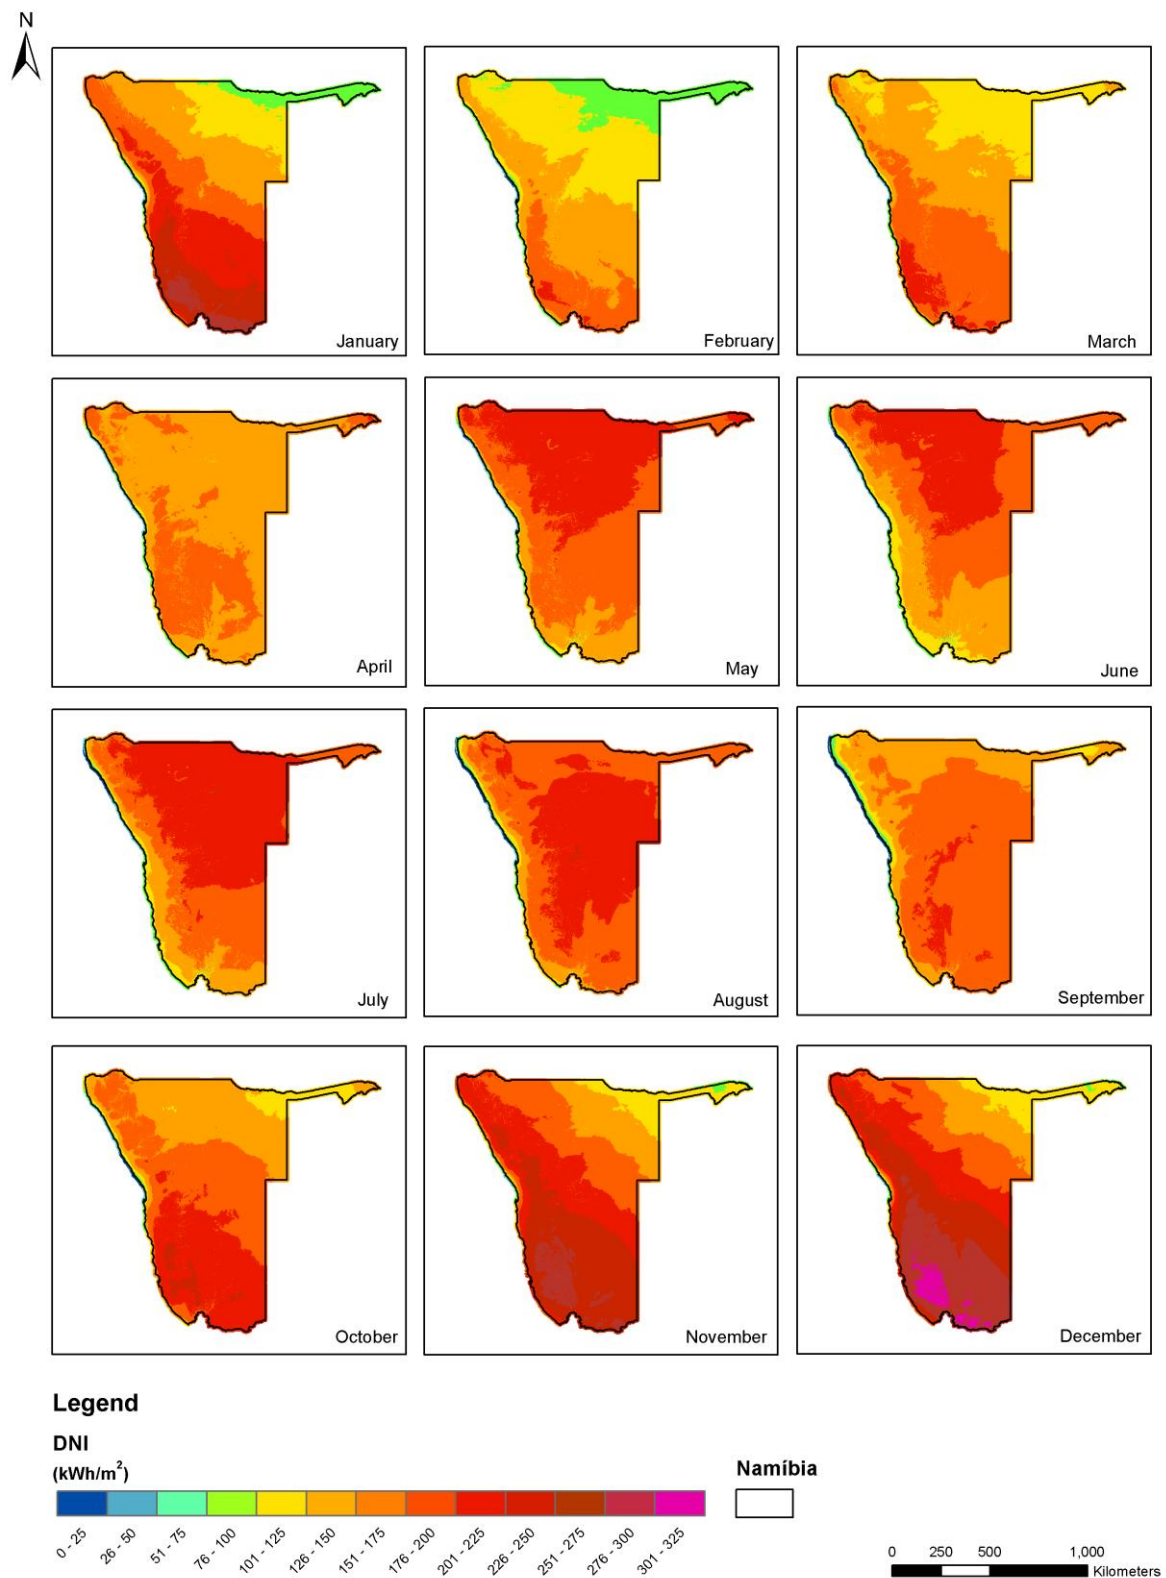 N
January
February
March
April
May
June
July
August
September
October
November
December
Legend
DNI
(kWh/m²)
0 - 25
26 - 50
51 - 75
76 - 100
101 - 125
126 - 150
151 - 175
176 - 200
201 - 225
226 - 250
251 - 275
276 - 300
301 - 325
Namíbia
0 250 500 1,000
Kilometers